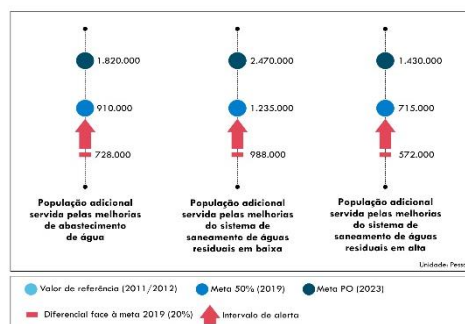 1.820.000
2.470.000
1.430.000
910.000
1.235.000
715.000
728.000
988.000
572.000
População adicional
servida pelas melhorias
de abastecimento
de água
População adicional
servida pelas melhorias
do sistema de
saneamento de águas
residuais em baixa
População adicional
servida pelas melhorias
do sistema de
saneamento de águas
residuais em alta
Valor de referência (2011/2012)
Meta 50% (2019)
Meta PO (2023)
Diferencial face à meta 2019 (20%)
Intervalo de alerta